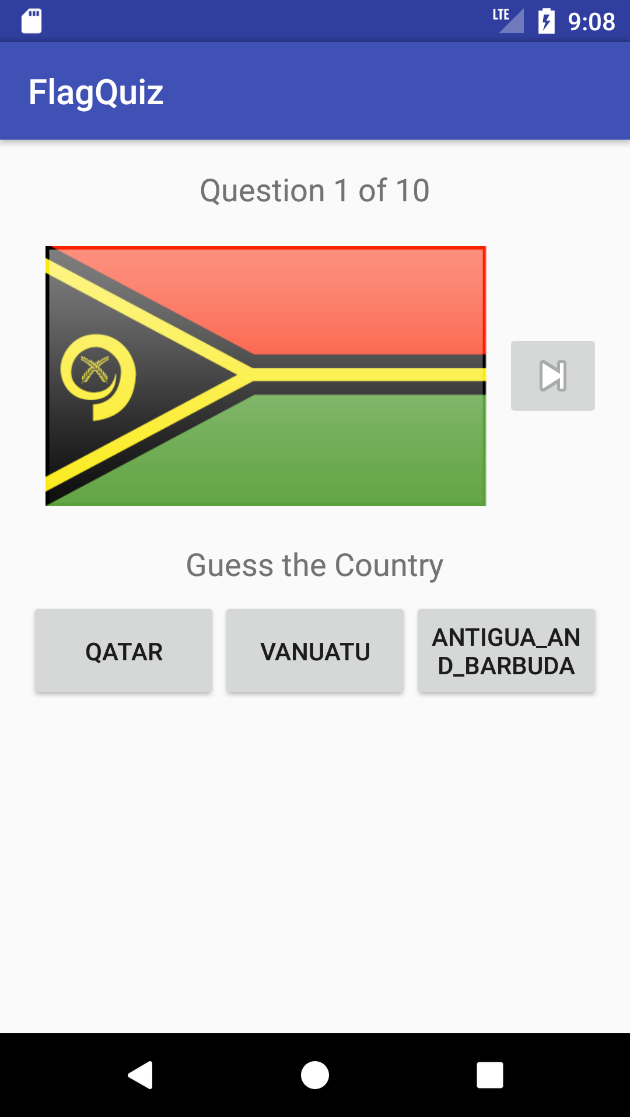 LTE 9:08
FlagQuiz
Question 1 of 10
Guess the Country
QATAR
VANUATU
ANTIGUA_AN
D_BARBUDA